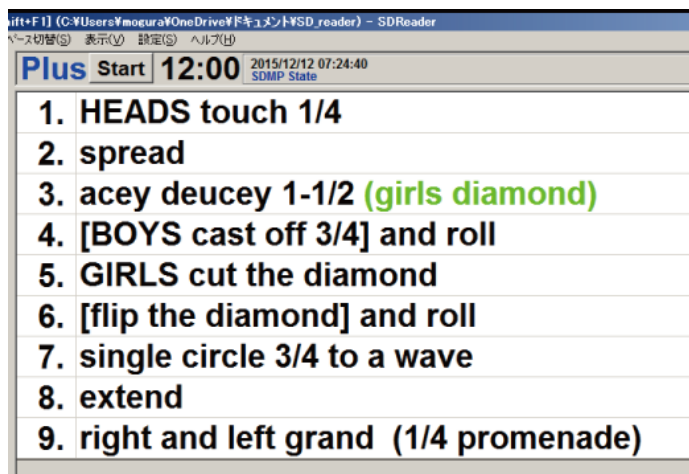 ift+F1] (C:¥Users¥mogura¥OneDrive¥ドキュメント¥SD_reader) - SDReader
ペース切替(S) 表示(V) 設定(S) ヘルプ(H)
Plus Start 12:00 2015/12/12 07:24:40
SDMP State
1. HEADS touch 1/4
2. spread
3. acey deucey 1-1/2 (girls diamond)
4. [BOYS cast off 3/4] and roll
5. GIRLS cut the diamond
6. [flip the diamond] and roll
7. single circle 3/4 to a wave
8. extend
9. right and left grand (1/4 promenade)